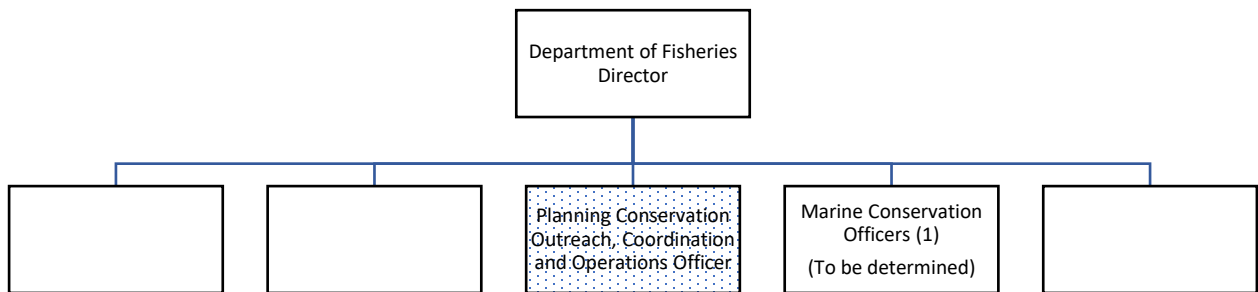 Department of Fisheries
Director
Planning Conservation
Outreach, Coordination
and Operations Officer
Marine Conservation
Officers (1)
(To be determined)